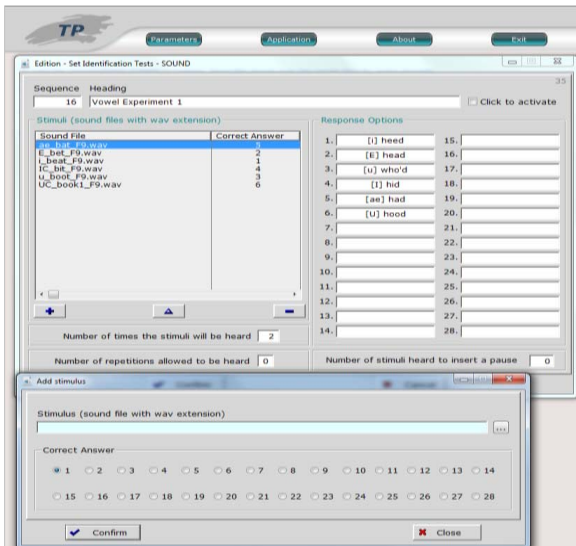 TP
Parameters Application About Exit
Edition - Set Identification Tests - SOUND
35
Sequence Heading
16 Vowel Experiment 1 Click to activate
Stimuli (sound files with wav extension) Response Options
Sound File Correct Answer
ae_bat_F9.wav 5
E_bet_F9.wav 2
i_beat_F9.wav 1
IC_bit_F9.wav 4
u_boot_F9.wav 3
UC_book1_F9.wav 6
1. [i] heed 15.
2. [E] head 16.
3. [u] who'd 17.
4. [I] hid 18.
5. [ae] had 19.
6. [U] hood 20.
7. 21.
8. 22.
9. 23.
10. 24.
11. 25.
12. 26.
13. 27.
14. 28.
Number of times the stimuli will be heard 2
Number of repetitions allowed to be heard 0 Number of stimuli heard to insert a pause 0
Add stimulus
Confirm Cancel
Stimulus (sound file with wav extension)
...
Correct Answer
1 2 3 4 5 6 7 8 9 10 11 12 13 14
15 16 17 18 19 20 21 22 23 24 25 26 27 28
Confirm Close